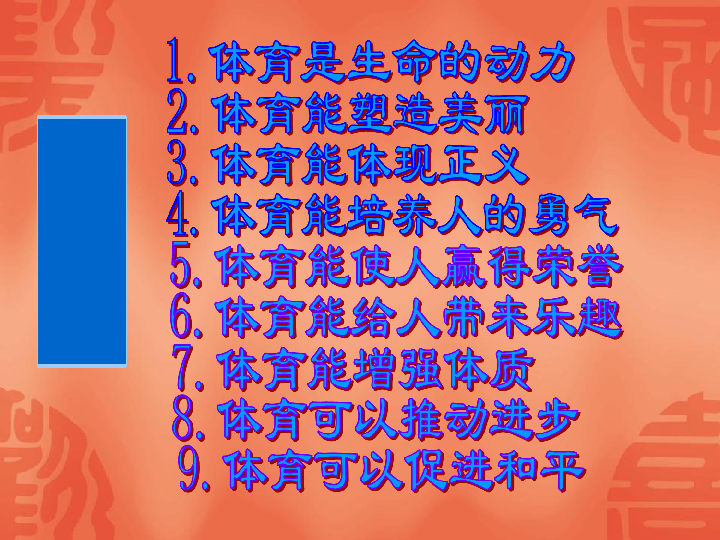 1.体育是生命的动力
2.体育能塑造美丽
3.体育能体现正义
4.体育能培养人的勇气
5.体育能使人赢得荣誉
6.体育能给人带来乐趣
7.体育能增强体质
8.体育可以推动进步
9.体育可以促进和平